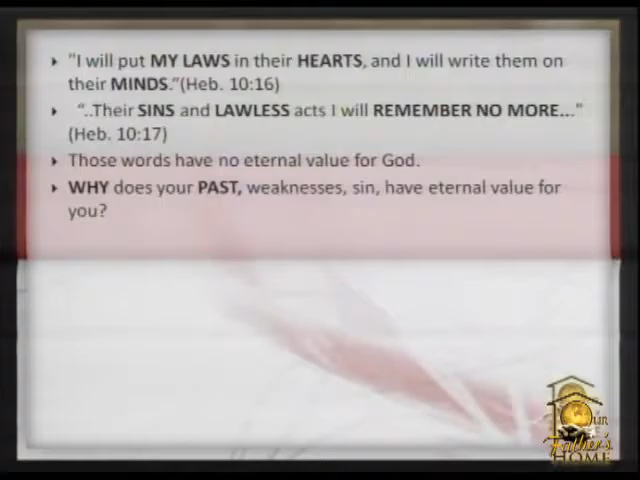 "I will put MY LAWS in their HEARTS, and I will write them on
their MINDS."(Heb. 10:16)
"..Their SINS and LAWLESS acts I will REMEMBER NO MORE..."
(Heb. 10:17)
Those words have no eternal value for God.
WHY does your PAST, weaknesses, sin, have eternal value for
you?
Our
Father's
HOME